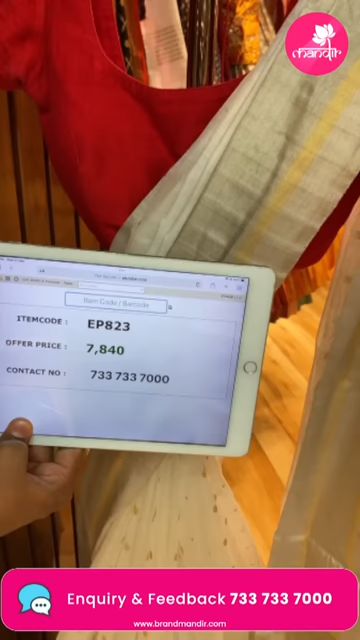 mandir
Item Code / Barcode
ITEMCODE : EP823
OFFER PRICE : 7,840
CONTACT NO : 733 733 7000
Enquiry & Feedback 733 733 7000
www.brandmandir.com